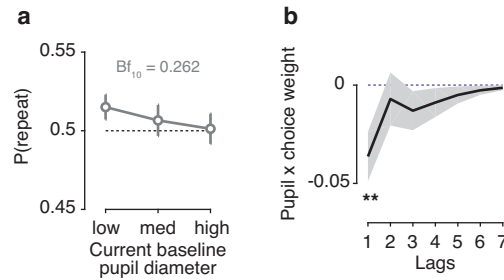 a
0.55
Bf10 = 0.262
P(repeat)
0.5
0.45
low med high
Current baseline
pupil diameter
b
Pupil x choice weight
0
-0.05
**
1 2 3 4 5 6 7
Lags